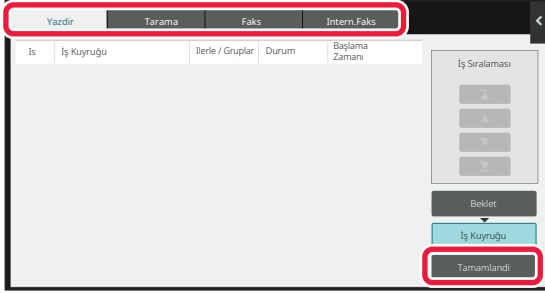 Yazdir Tarama Faks Intern.Faks
Is İş Kuyruğu Ilerle / Gruplar Durum Başlama Zamanı
İş Sıralaması
Beklet
İş Kuyruğu
Tamamlandi